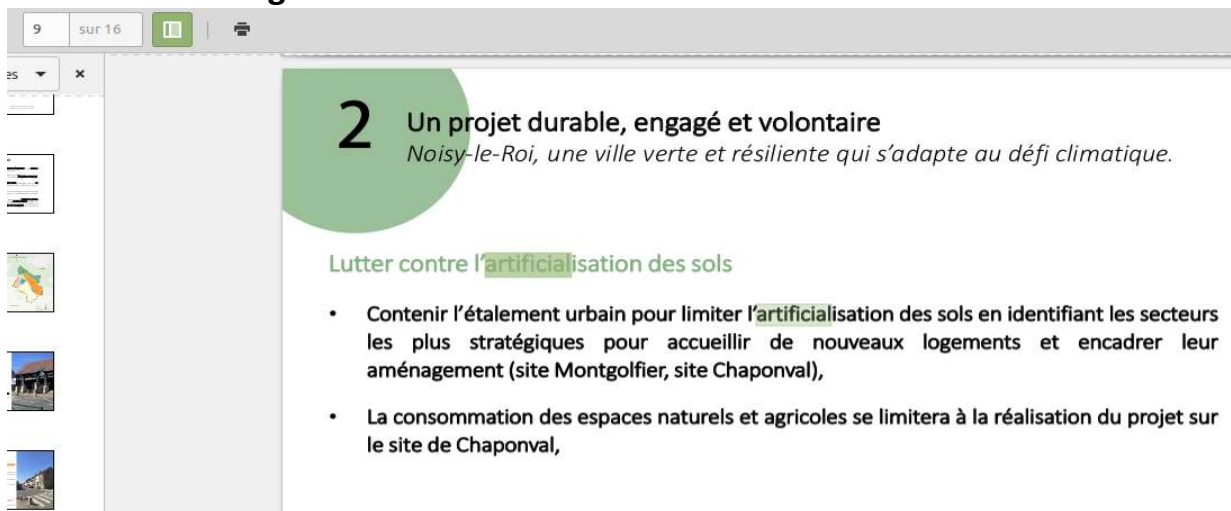 9 sur 16
es
2
Un projet durable, engagé et volontaire
Noisy-le-Roi, une ville verte et résiliente qui s’adapte au défi climatique.
Lutter contre l’artificialisation des sols
• Contenir l’étalement urbain pour limiter l’artificialisation des sols en identifiant les secteurs
les plus stratégiques pour accueillir de nouveaux logements et encadrer leur
aménagement (site Montgolfier, site Chaponval),
• La consommation des espaces naturels et agricoles se limitera à la réalisation du projet sur
le site de Chaponval,